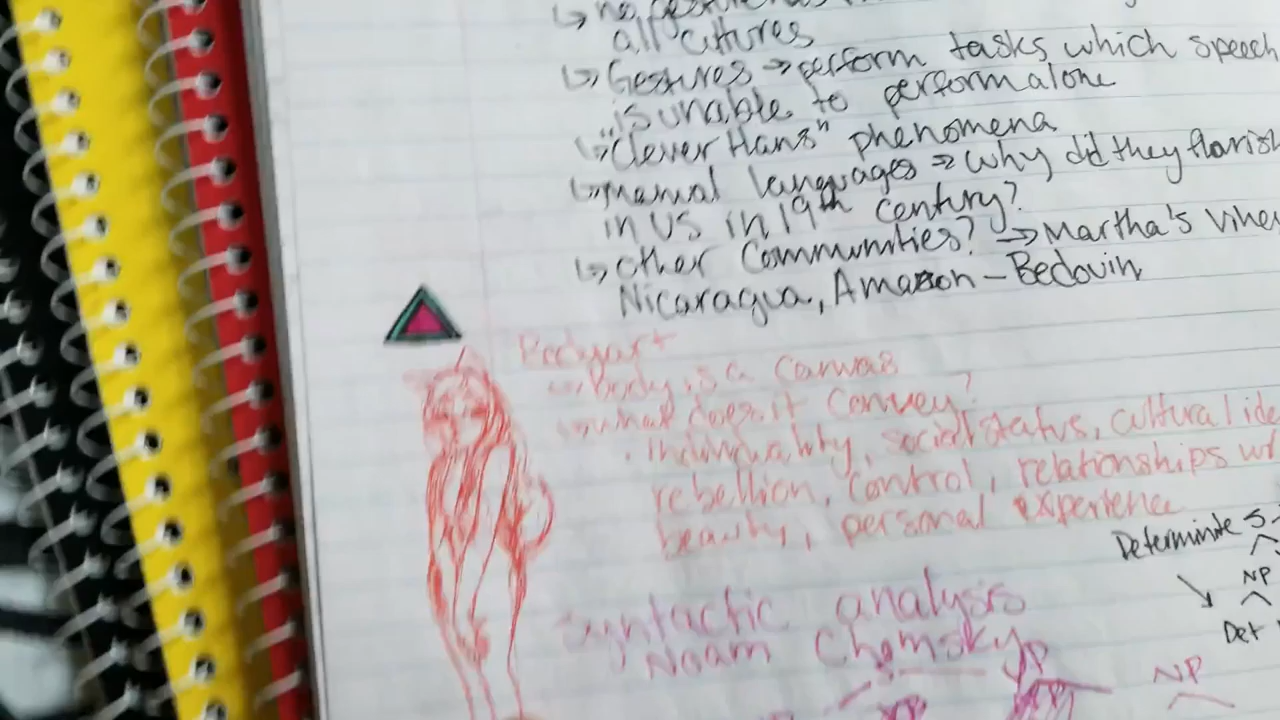 all cultures
↳ Gestures → perform tasks which speech
is unable to perform alone
↳ "Clever Hans" phenomena
↳ Manual languages ⇒ why did they florish
in US in 19th century?
↳ other Communities? → Martha's Vine
Nicaragua, Amazon - Bedouin
Bodyart
↳ body is a canvas
↳ what does it convey?
. individuality, social status, cultural ide
rebellion, control, relationships w/
beauty, personal experience
Determinite S
NP
Det
Syntactic analysis
Noam Chomsky
NP